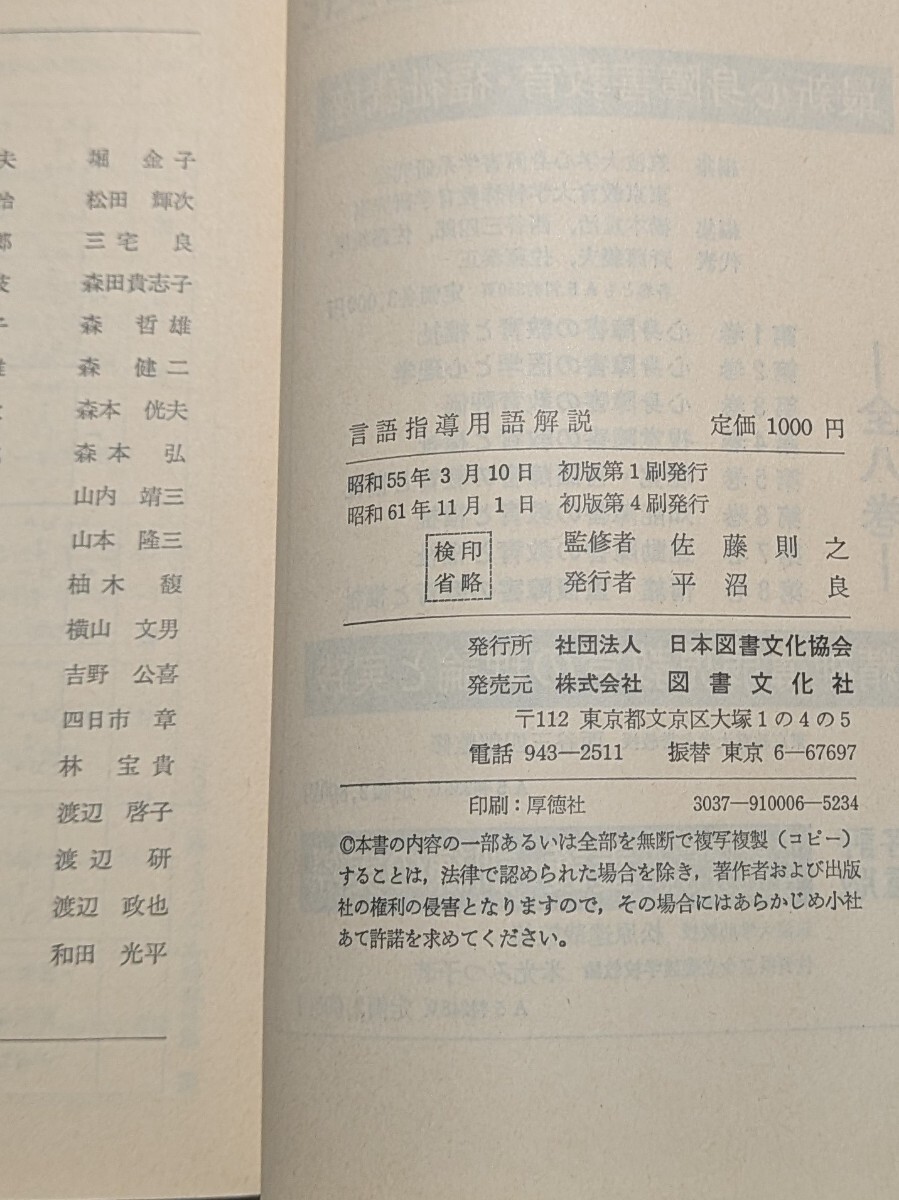 夫 堀 金子
治 松田 輝次
郎 三宅 良
枝 森田貴志子
子 森 哲雄
雄 森 健二
森本 侊夫
森本 弘
山内 靖三
山本 隆三
柚木 馥
横山 文男
吉野 公喜
四日市 章
林 宝貴
渡辺 啓子
渡辺 研
渡辺 政也
和田 光平
言語指導用語解説 定価 1000 円
昭和55年 3 月 10 日 初版第1刷発行
昭和61年 11 月 1 日 初版第4刷発行
検印
省略
監修者 佐藤則之
発行者 平沼 良
発行所 社団法人 日本図書文化協会
発売元 株式会社 図書文化社
〒112 東京都文京区大塚1の4の5
電話 943―2511 振替 東京 6―67697
印刷：厚徳社 3037―910006―5234
©本書の内容の一部あるいは全部を無断で複写複製（コピー）
することは，法律で認められた場合を除き，著作者および出版
社の権利の侵害となりますので，その場合にはあらかじめ小社
あて許諾を求めてください。